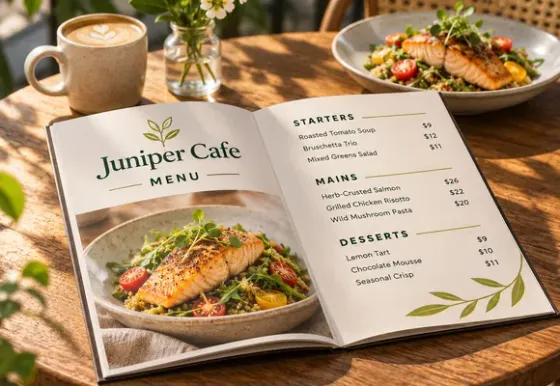 Juniper Cafe
MENU
STARTERS
Roasted Tomato Soup $9
Bruschetta Trio $12
Mixed Greens Salad $11
MAINS
Herb-Crusted Salmon $26
Grilled Chicken Risotto $22
Wild Mushroom Pasta $20
DESSERTS
Lemon Tart $9
Chocolate Mousse $10
Seasonal Crisp $11